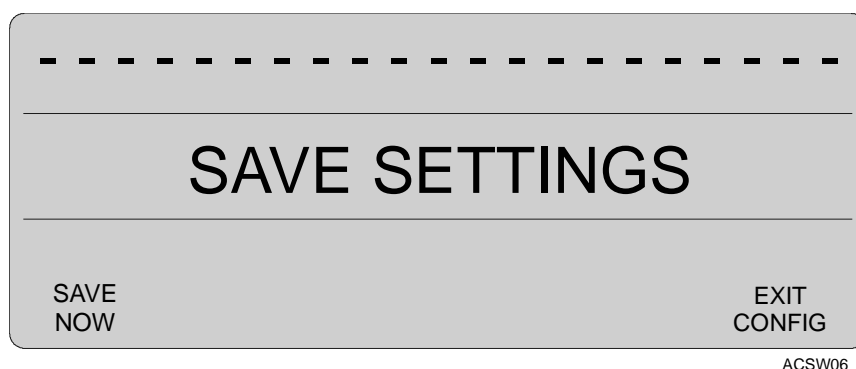 SAVE SETTINGS
SAVE
NOW
EXIT
CONFIG
ACSW06